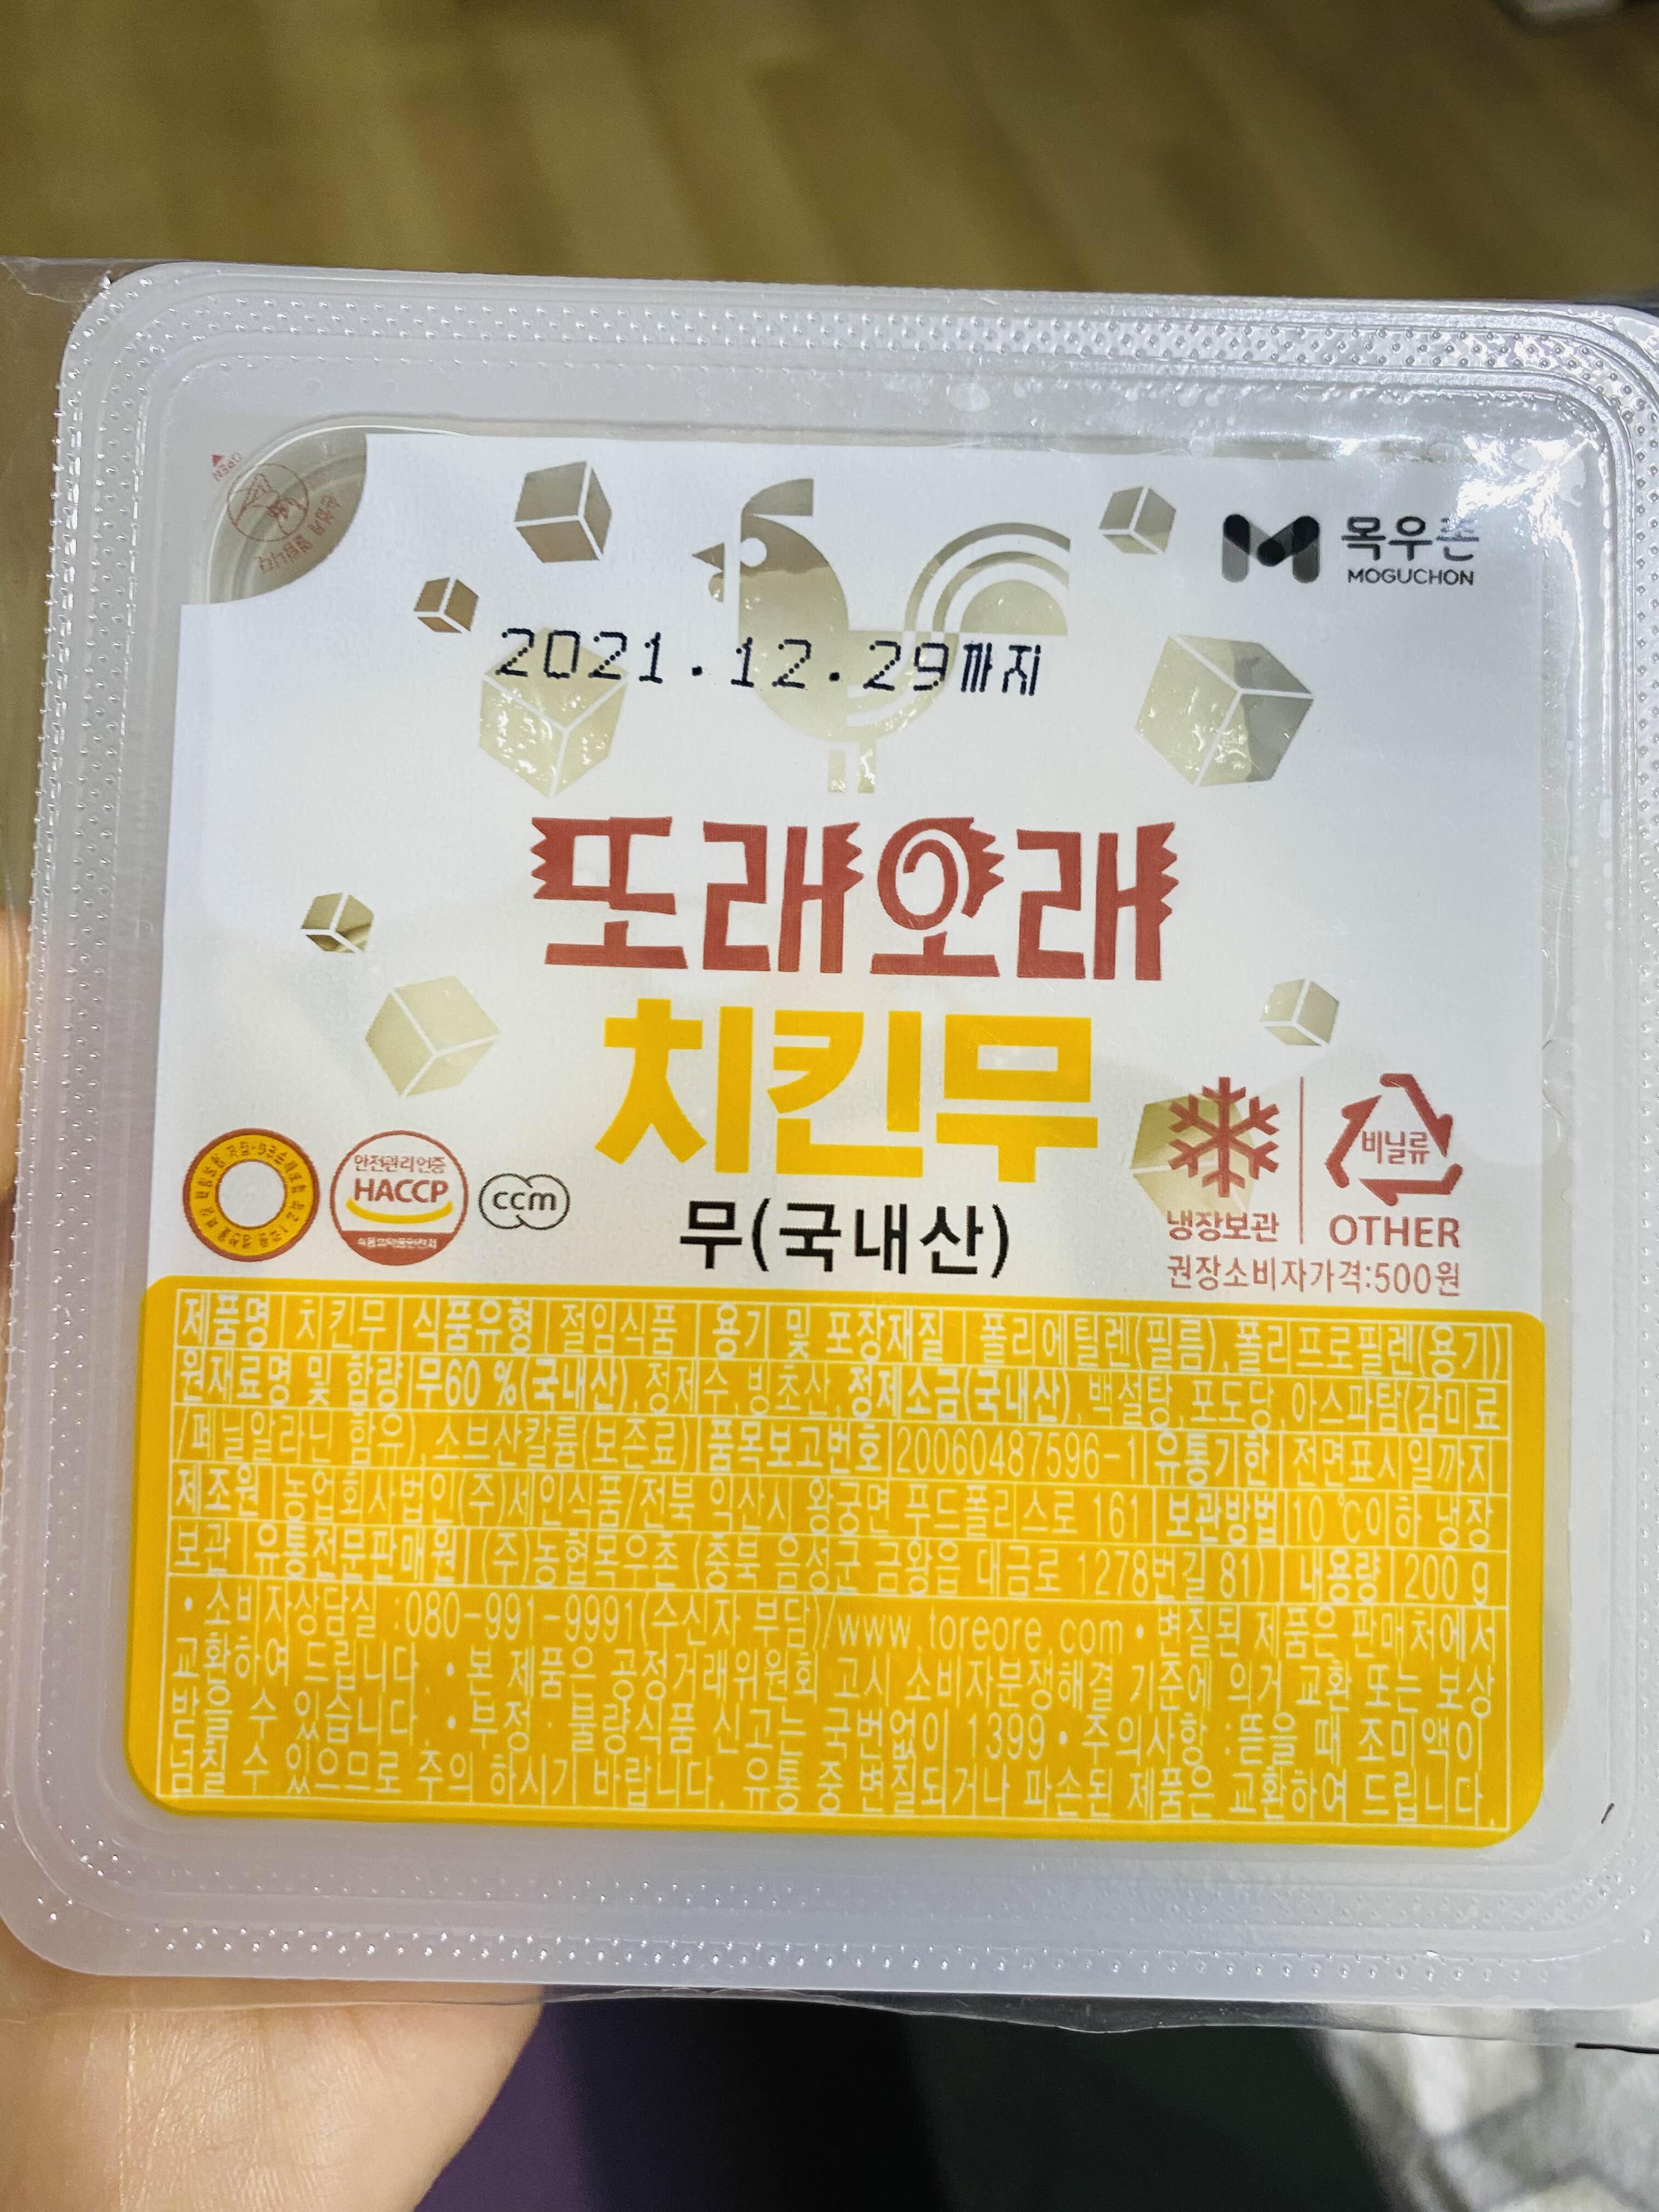 OPEN
목우촌
MOGUCHON
2021.12.29까지
또래오래
치킨무
안전관리인증
HACCP
식품의약품안전처
ccm
무(국내산)
냉장보관
비닐류
OTHER
권장소비자가격:500원
제품명 치킨무 식품유형 절임식품 용기 및 포장재질 폴리에틸렌(필름),폴리프로필렌(용기)
원재료명 및 함량 무60 %(국내산),정제수,빙초산,정제소금(국내산),백설탕,포도당,아스파탐(감미료
/페닐알라닌 함유),소브산칼륨(보존료) 품목보고번호 20060487596-1 유통기한 전면표시일까지
제조원 농업회사법인(주)세인식품/전북 익산시 왕궁면 푸드폴리스로 161 보관방법 10 ℃이하 냉장
보관 유통전문판매원 (주)농협목우촌 (충북 음성군 금왕읍 대금로 1278번길 81) 내용량 200 g
• 소비자상담실 :080-991-9991(수신자 부담)/www.toreore.com • 변질된 제품은 판매처에서
교환하여 드립니다. • 본 제품은 공정거래위원회 고시 소비자분쟁해결 기준에 의거 교환 또는 보상
받을 수 있습니다. • 부정·불량식품 신고는 국번없이 1399 • 주의사항 :뜯을 때 조미액이
넘칠 수 있으므로 주의 하시기 바랍니다. 유통 중 변질되거나 파손된 제품은 교환하여 드립니다.